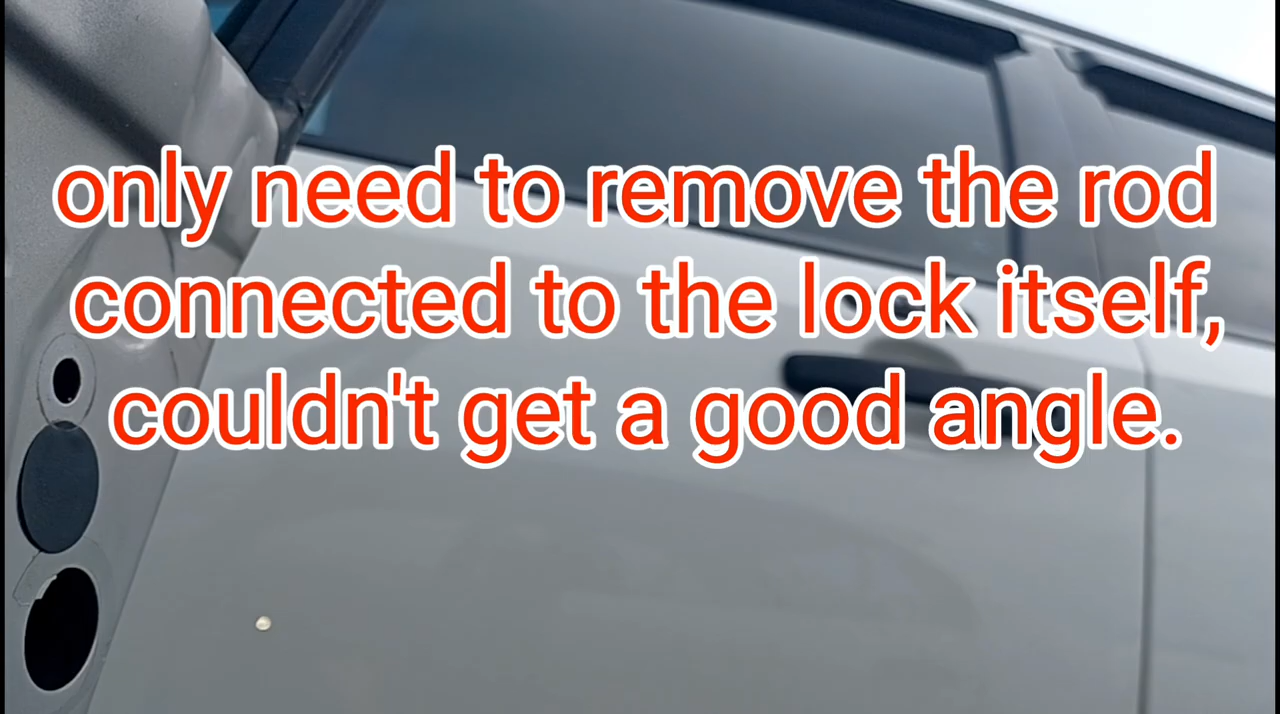 only need to remove the rod
connected to the lock itself,
couldn't get a good angle.